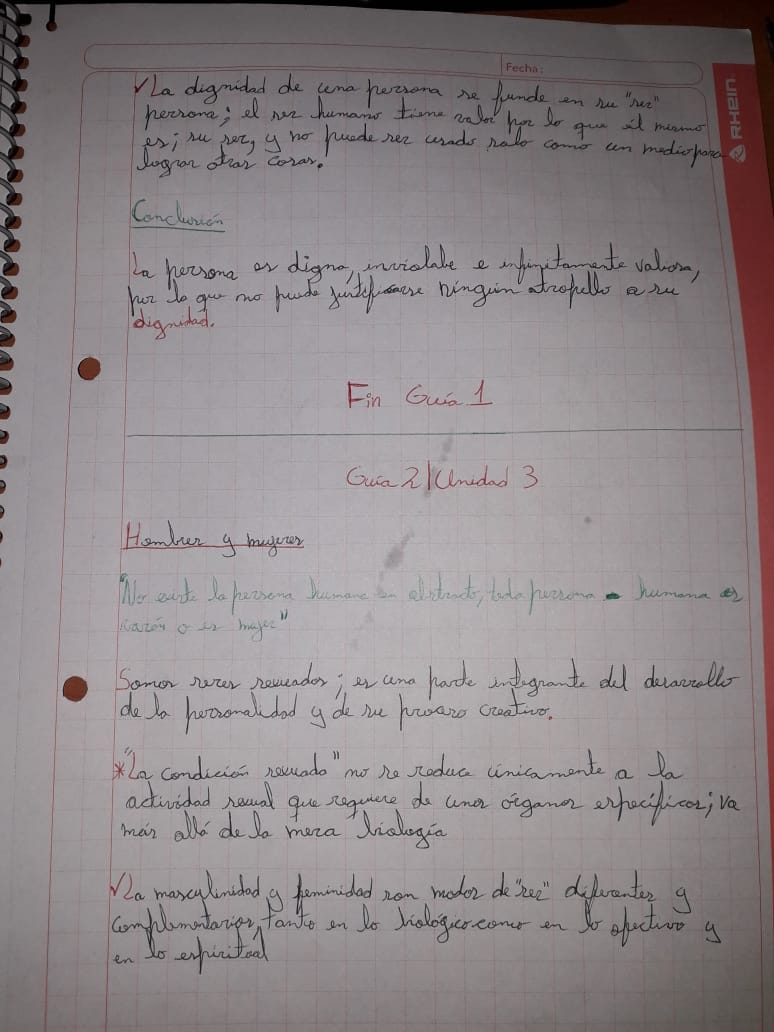 Fecha:
RHEIN
✓La dignidad de una persona se funde en su "ser"
persona; el ser humano tiene valor por lo que él mismo
es; su ser, y no puede ser usado solo como un medio para
lograr otras cosas.
Conclusión
La persona es digna, inviolabe e infinitamente valiosa,
por lo que no puede justificarse ningún atropello a su
dignidad.
Fin Guía 1
Guía 2 | Unidad 3
Hombres y mujeres
"No existe la persona humana en abstracto, toda persona humana es
varón o es mujer"
Somos seres sexuados; es una parte integrante del desarrollo
de la personalidad y de su proceso creativo.
*"La condición sexuado" no se reduce únicamente a la
actividad sexual que requiere de unos órganos específicos; va
más allá de la mera biología
✓La masculinidad y feminidad son modos de "ser" diferentes y
complementarios, tanto en lo biológico como en lo afectivo y
en lo espiritual